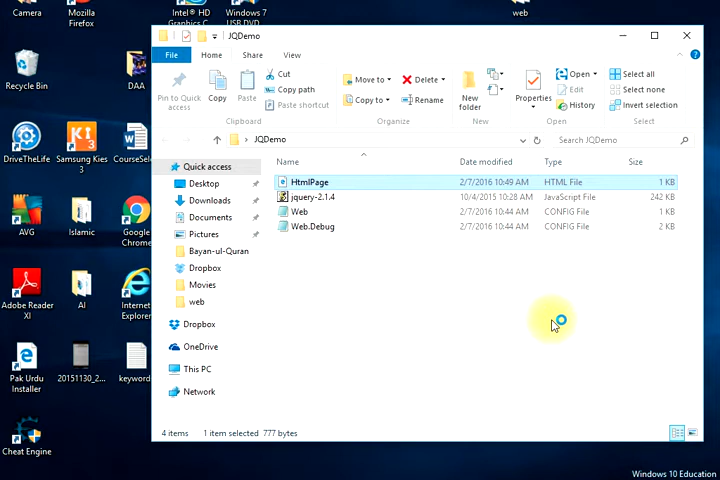 Camera
Mozilla Firefox
Intel® HD Graphics C...
Windows 7 USB DVD
web
Recycle Bin
DAA
DriveTheLife
Samsung Kies 3
CourseSele
AVG
Islamic
Google Chrome
Adobe Reader XI
AI
Internet Explorer
Pak Urdu Installer
20151130_2...
keyword
Cheat Engine
JQDemo
File Home Share View
Pin to Quick access
Copy
Paste
Cut
Copy path
Paste shortcut
Clipboard
Move to
Copy to
Delete
Rename
Organize
New folder
New
Properties
Open
Edit
History
Open
Select all
Select none
Invert selection
Select
JQDemo
Search JQDemo
Quick access
Desktop
Downloads
Documents
Pictures
Bayan-ul-Quran
Dropbox
Movies
web
Dropbox
OneDrive
This PC
Network
Name Date modified Type Size
HtmlPage 2/7/2016 10:49 AM HTML File 1 KB
jquery-2.1.4 10/4/2015 10:28 AM JavaScript File 242 KB
Web 2/7/2016 10:44 AM CONFIG File 1 KB
Web.Debug 2/7/2016 10:44 AM CONFIG File 2 KB
4 items 1 item selected 777 bytes
Windows 10 Education